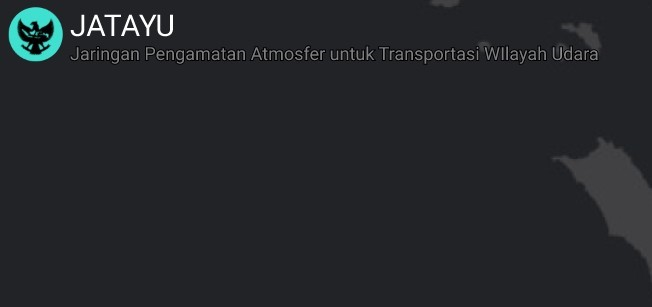 JATAYU
Jaringan Pengamatan Atmosfer untuk Transportasi WIlayah Udara